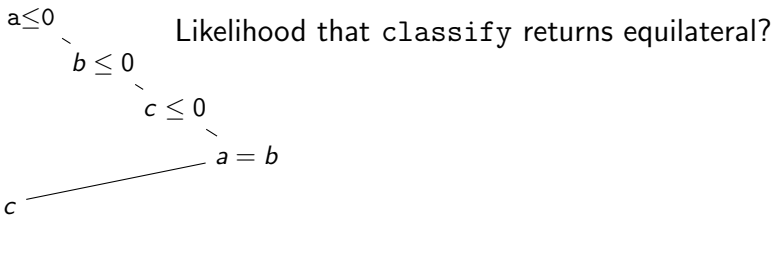 a≤0
Likelihood that classify returns equilateral?
b ≤ 0
c ≤ 0
a = b
c